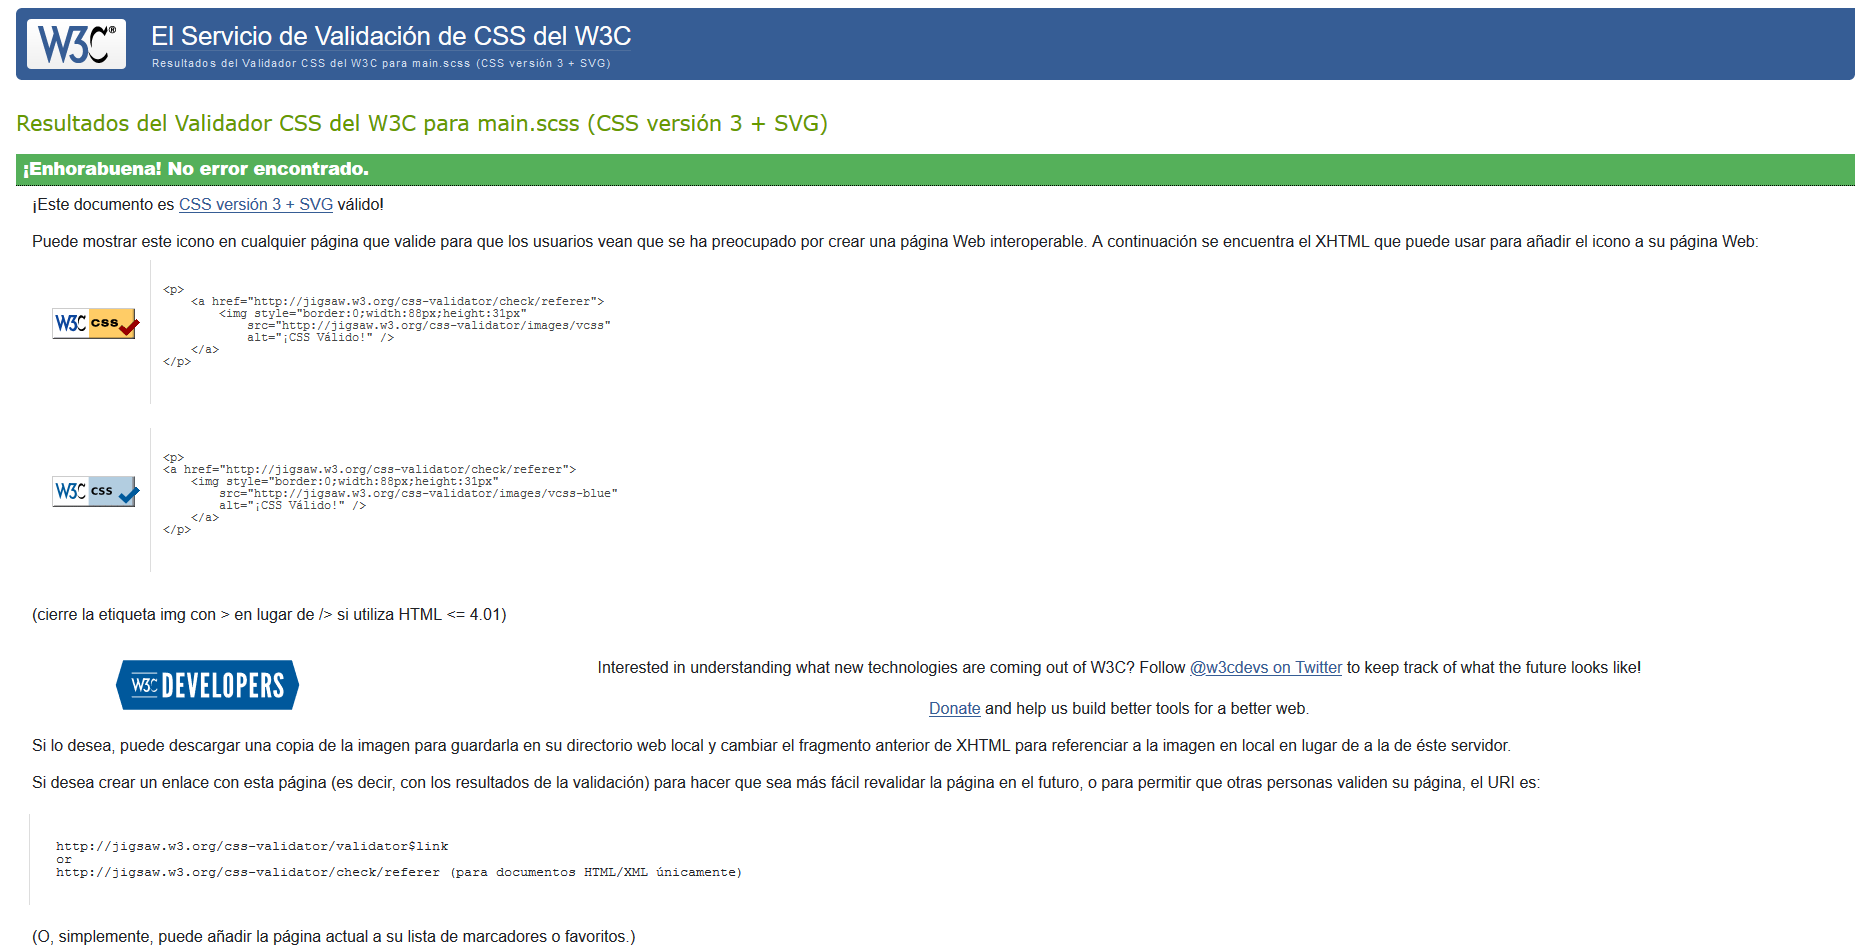 W3C®
El Servicio de Validación de CSS del W3C
Resultados del Validador CSS del W3C para main.scss (CSS versión 3 + SVG)
Resultados del Validador CSS del W3C para main.scss (CSS versión 3 + SVG)
¡Enhorabuena! No error encontrado.
¡Este documento es CSS versión 3 + SVG válido!
Puede mostrar este icono en cualquier página que valide para que los usuarios vean que se ha preocupado por crear una página Web interoperable. A continuación se encuentra el XHTML que puede usar para añadir el icono a su página Web:
W3C css
<p>
<a href="http://jigsaw.w3.org/css-validator/check/referer">
<img style="border:0;width:88px;height:31px"
src="http://jigsaw.w3.org/css-validator/images/vcss"
alt="¡CSS Válido!" />
</a>
</p>
W3C css
<p>
<a href="http://jigsaw.w3.org/css-validator/check/referer">
<img style="border:0;width:88px;height:31px"
src="http://jigsaw.w3.org/css-validator/images/vcss-blue"
alt="¡CSS Válido!" />
</a>
</p>
(cierre la etiqueta img con > en lugar de /> si utiliza HTML <= 4.01)
W3C DEVELOPERS
Interested in understanding what new technologies are coming out of W3C? Follow @w3cdevs on Twitter to keep track of what the future looks like!
Donate and help us build better tools for a better web.
Si lo desea, puede descargar una copia de la imagen para guardarla en su directorio web local y cambiar el fragmento anterior de XHTML para referenciar a la imagen en local en lugar de a la de éste servidor.
Si desea crear un enlace con esta página (es decir, con los resultados de la validación) para hacer que sea más fácil revalidar la página en el futuro, o para permitir que otras personas validen su página, el URI es:
http://jigsaw.w3.org/css-validator/validator$link
or
http://jigsaw.w3.org/css-validator/check/referer (para documentos HTML/XML únicamente)
(O, simplemente, puede añadir la página actual a su lista de marcadores o favoritos.)